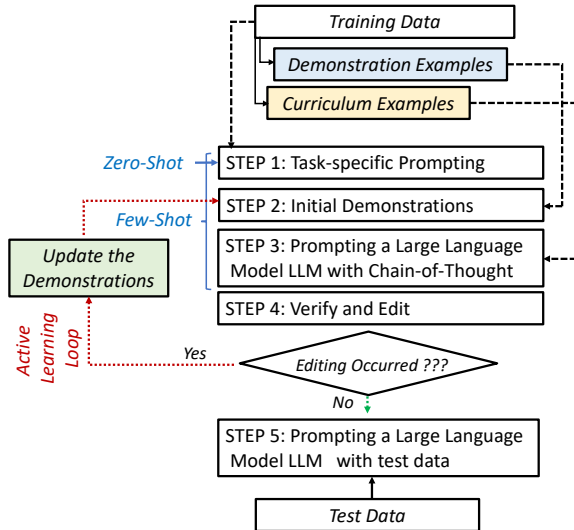 Training Data
Demonstration Examples
Curriculum Examples
Zero-Shot
STEP 1: Task-specific Prompting
STEP 2: Initial Demonstrations
Few-Shot
STEP 3: Prompting a Large Language
Model LLM with Chain-of-Thought
Update the
Demonstrations
STEP 4: Verify and Edit
Active
Learning
Loop
Yes
Editing Occurred ???
No
STEP 5: Prompting a Large Language
Model LLM with test data
Test Data